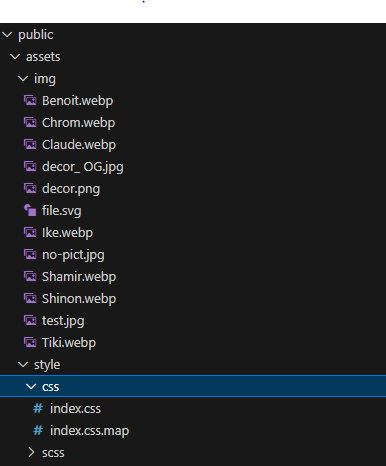 public
assets
img
Benoit.webp
Chrom.webp
Claude.webp
decor_ OG.jpg
decor.png
file.svg
Ike.webp
no-pict.jpg
Shamir.webp
Shinon.webp
test.jpg
Tiki.webp
style
css
# index.css
# index.css.map
scss